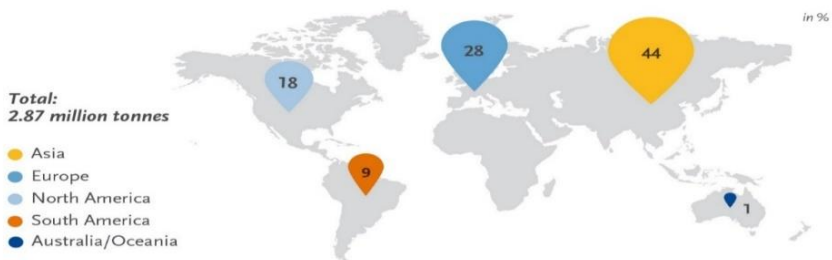 in %
28
44
18
Total:
2.87 million tonnes
Asia
Europe
North America
South America
Australia/Oceania
9
1